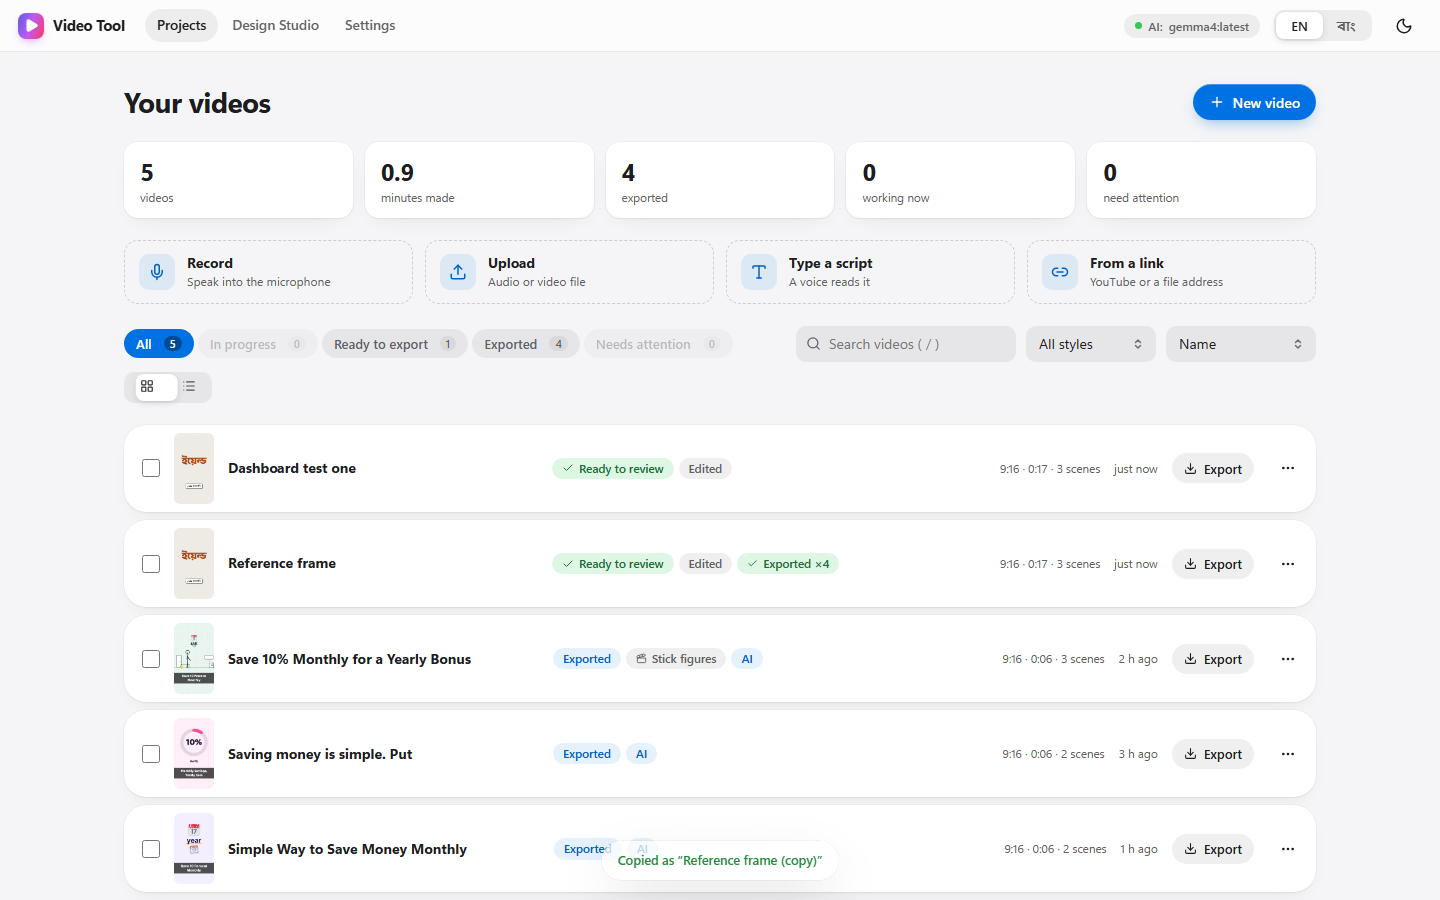 Video Tool
Projects
Design Studio
Settings
AI: gemma4:latest
EN
বাং
Your videos
+ New video
5
videos
0.9
minutes made
4
exported
0
working now
0
need attention
Record
Speak into the microphone
Upload
Audio or video file
Type a script
A voice reads it
From a link
YouTube or a file address
All 5
In progress 0
Ready to export 1
Exported 4
Needs attention 0
Search videos ( / )
All styles
Name
Dashboard test one
Ready to review
Edited
9:16 · 0:17 · 3 scenes
just now
Export
Reference frame
Ready to review
Edited
Exported ×4
9:16 · 0:17 · 3 scenes
just now
Export
Save 10% Monthly for a Yearly Bonus
Exported
Stick figures
AI
9:16 · 0:06 · 3 scenes
2 h ago
Export
10%
Saving money is simple. Put
Exported
AI
9:16 · 0:06 · 2 scenes
3 h ago
Export
17
year
Simple Way to Save Money Monthly
Exported
AI
9:16 · 0:06 · 2 scenes
1 h ago
Export
Copied as “Reference frame (copy)”